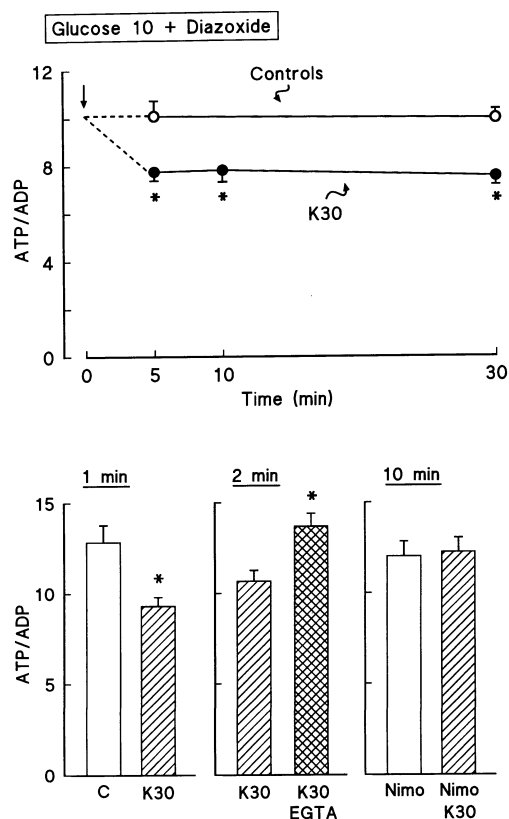 Glucose 10 + Diazoxide
12
8
4
0
ATP/ADP
Controls
K30
*
*
*
0
5
10
30
Time (min)
1 min
2 min
10 min
15
10
5
0
ATP/ADP
*
*
C
K30
K30
K30
EGTA
Nimo
Nimo
K30